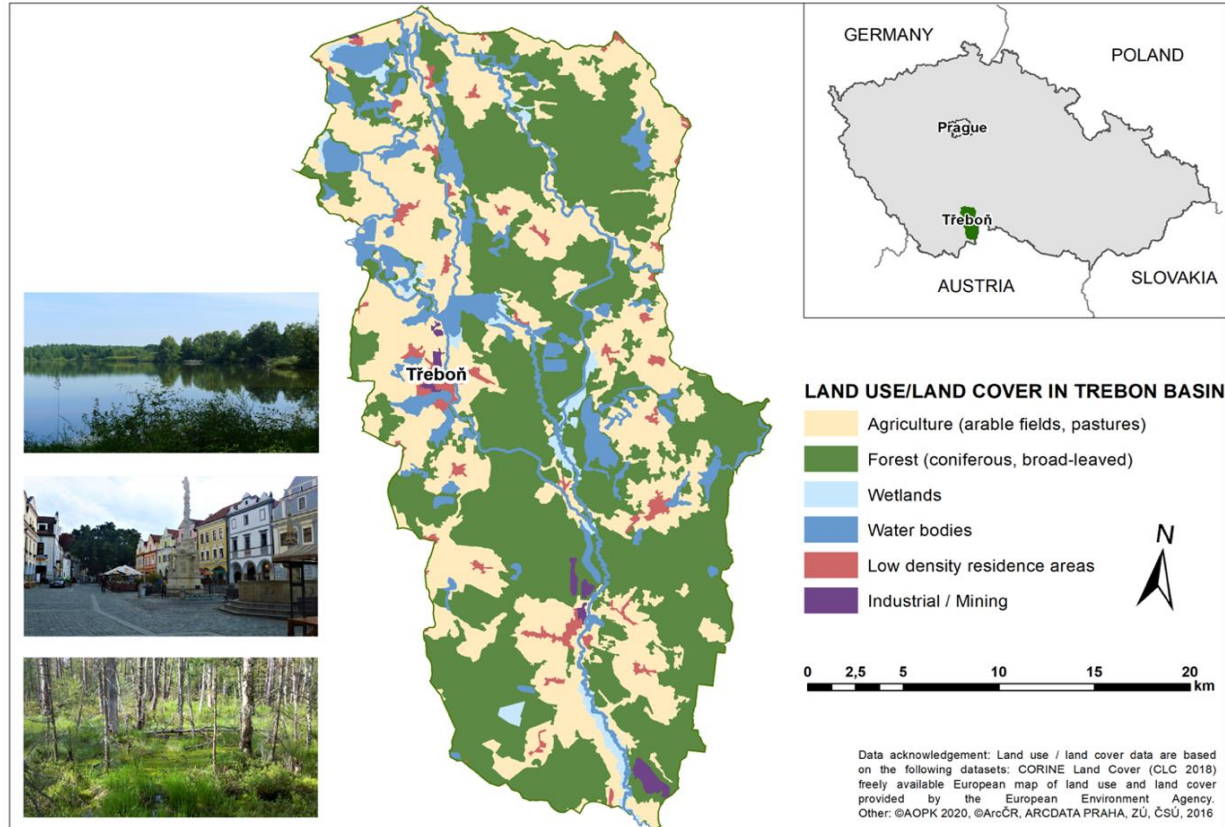 GERMANY
POLAND
Prague
Třeboň
AUSTRIA
SLOVAKIA
Třeboň
LAND USE/LAND COVER IN TREBON BASIN
Agriculture (arable fields, pastures)
Forest (coniferous, broad-leaved)
Wetlands
Water bodies
Low density residence areas
Industrial / Mining
N
0 2,5 5 10 15 20
km
Data acknowledgement: Land use / land cover data are based
on the following datasets: CORINE Land Cover (CLC 2018)
freely available European map of land use and land cover
provided by the European Environment Agency.
Other: ©AOPK 2020, ©ArcČR, ARCDATA PRAHA, ZÚ, ČSÚ, 2016